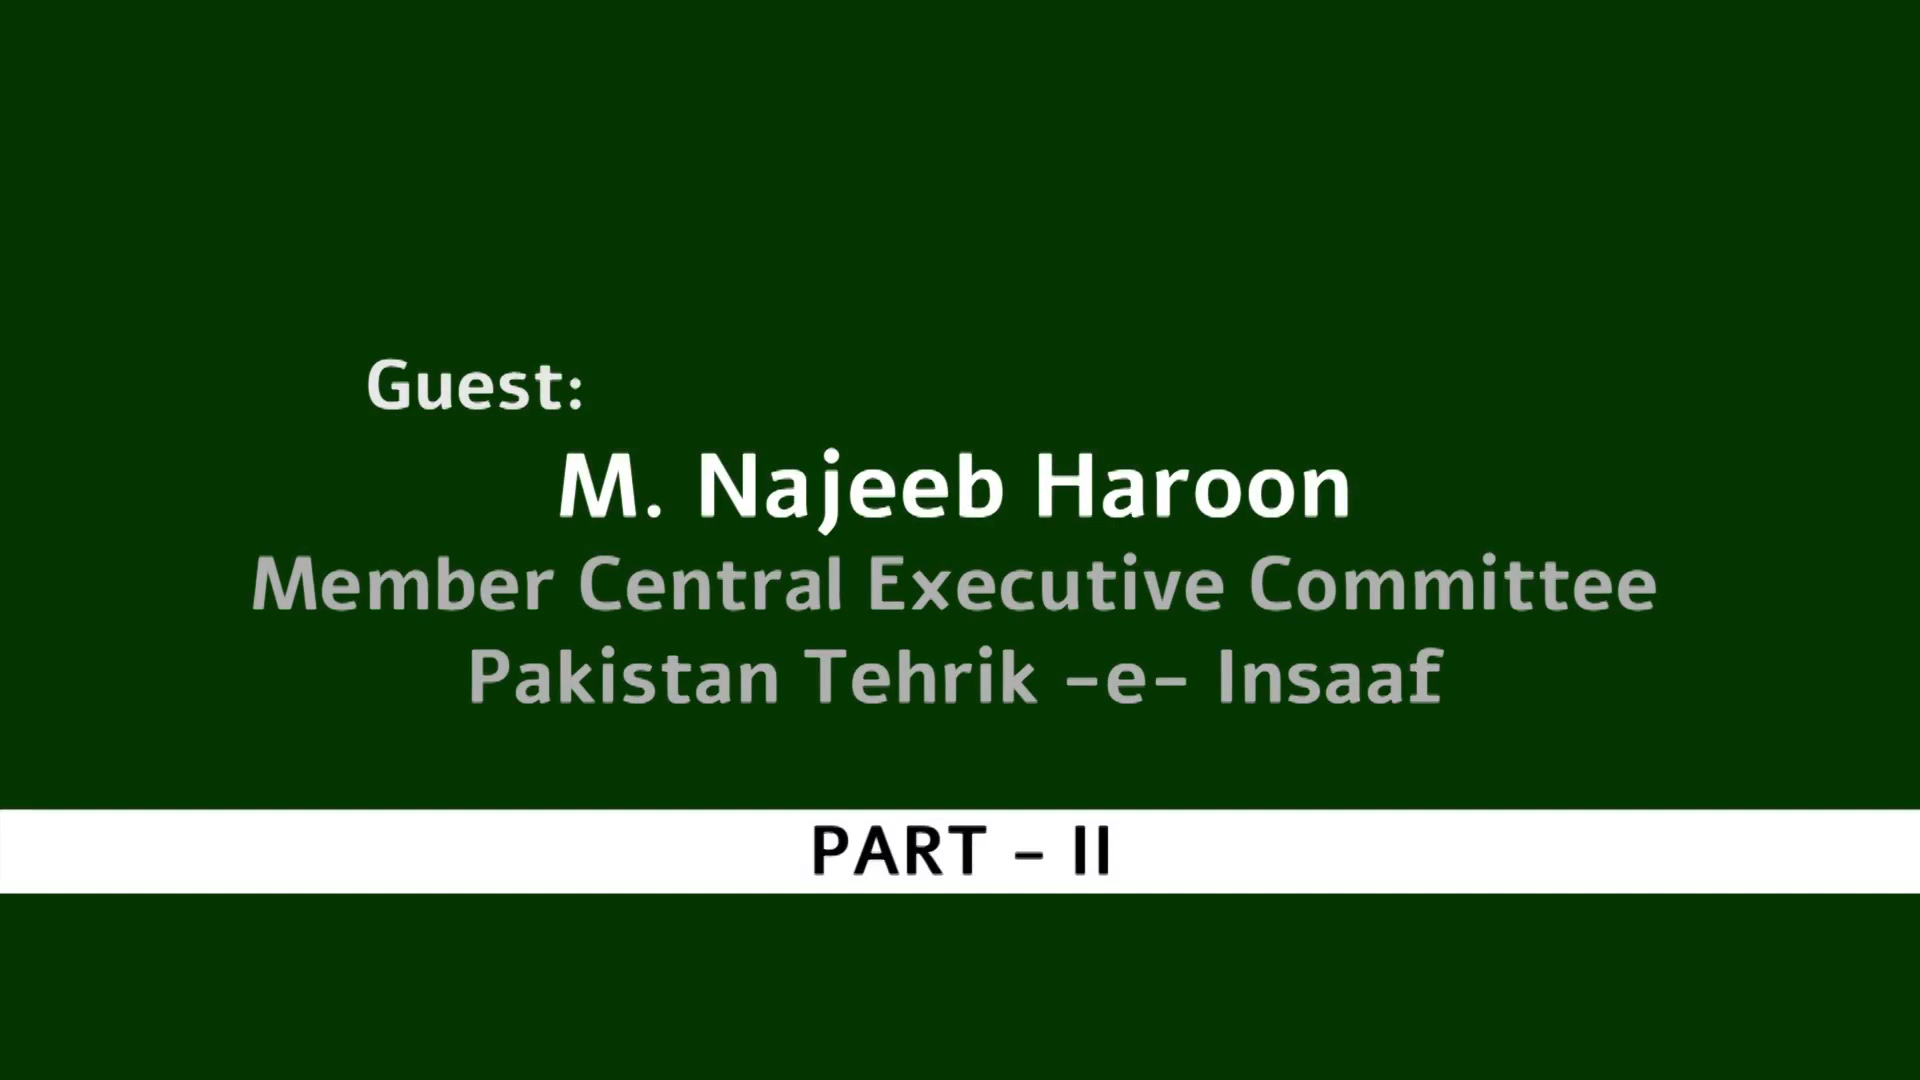 Guest:
M. Najeeb Haroon
Member Central Executive Committee
Pakistan Tehrik -e- Insaaf
PART - II